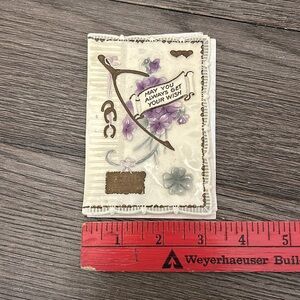 MAY YOU
ALWAYS GET
YOUR WISH
1 2 3 4 5
Weyerhaeuser Buil